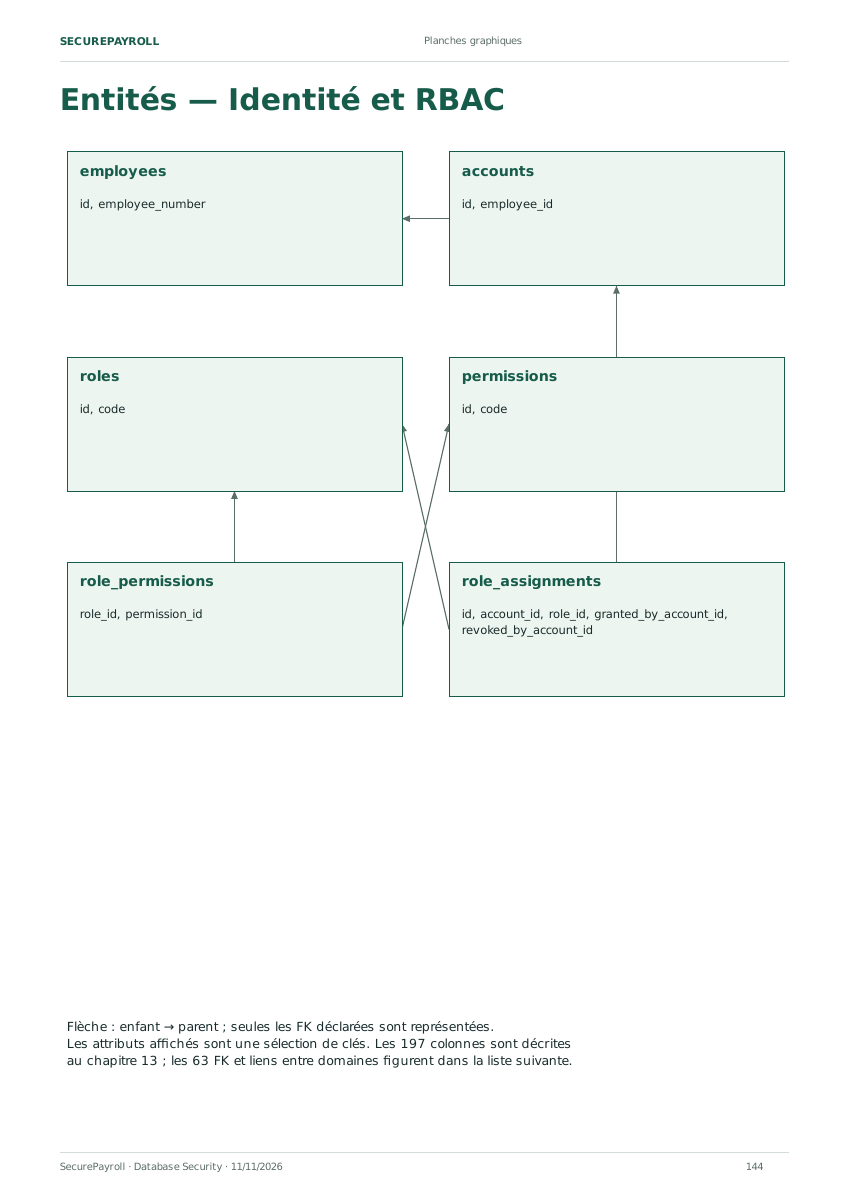 SECUREPAYROLL
Planches graphiques
Entités — Identité et RBAC
employees
id, employee_number
accounts
id, employee_id
roles
id, code
permissions
id, code
role_permissions
role_id, permission_id
role_assignments
id, account_id, role_id, granted_by_account_id,
revoked_by_account_id
Flèche : enfant → parent ; seules les FK déclarées sont représentées.
Les attributs affichés sont une sélection de clés. Les 197 colonnes sont décrites
au chapitre 13 ; les 63 FK et liens entre domaines figurent dans la liste suivante.
SecurePayroll · Database Security · 11/11/2026
144